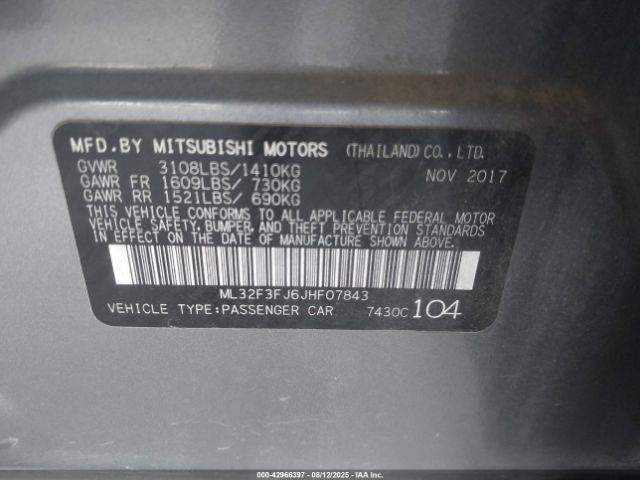 MFD.BY MITSUBISHI MOTORS (THAILAND) CO., LTD.
GVWR 3108LBS/1410KG NOV 2017
GAWR FR 1609LBS/ 730KG
GAWR RR 1521LBS/ 690KG
THIS VEHICLE CONFORMS TO ALL APPLICABLE FEDERAL MOTOR
VEHICLE SAFETY, BUMPER, AND THEFT PREVENTION STANDARDS
IN EFFECT ON THE DATE OF MANUFACTURE SHOWN ABOVE.
ML32F3FJ6JHF07843
VEHICLE TYPE:PASSENGER CAR 7430C 104
000-42966397 - 08/12/2025 - IAAI.COM